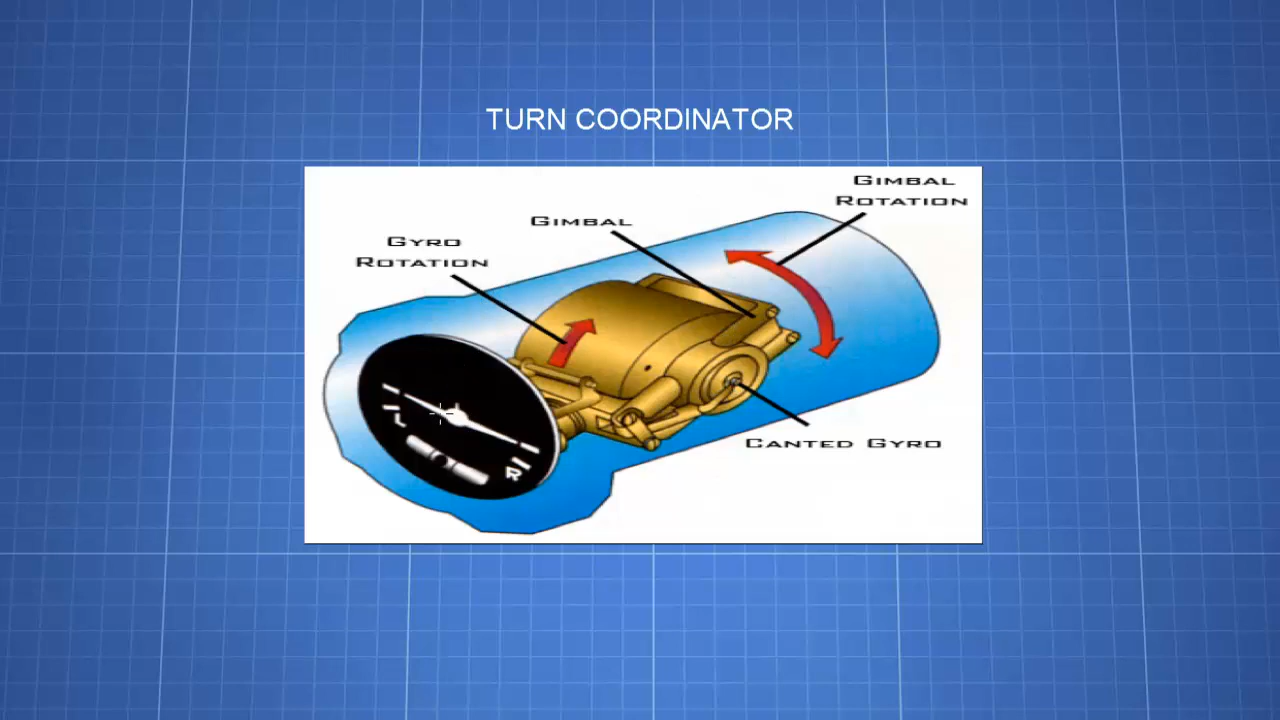 TURN COORDINATOR
GIMBAL
ROTATION
GIMBAL
GYRO
ROTATION
CANTED GYRO
L
R